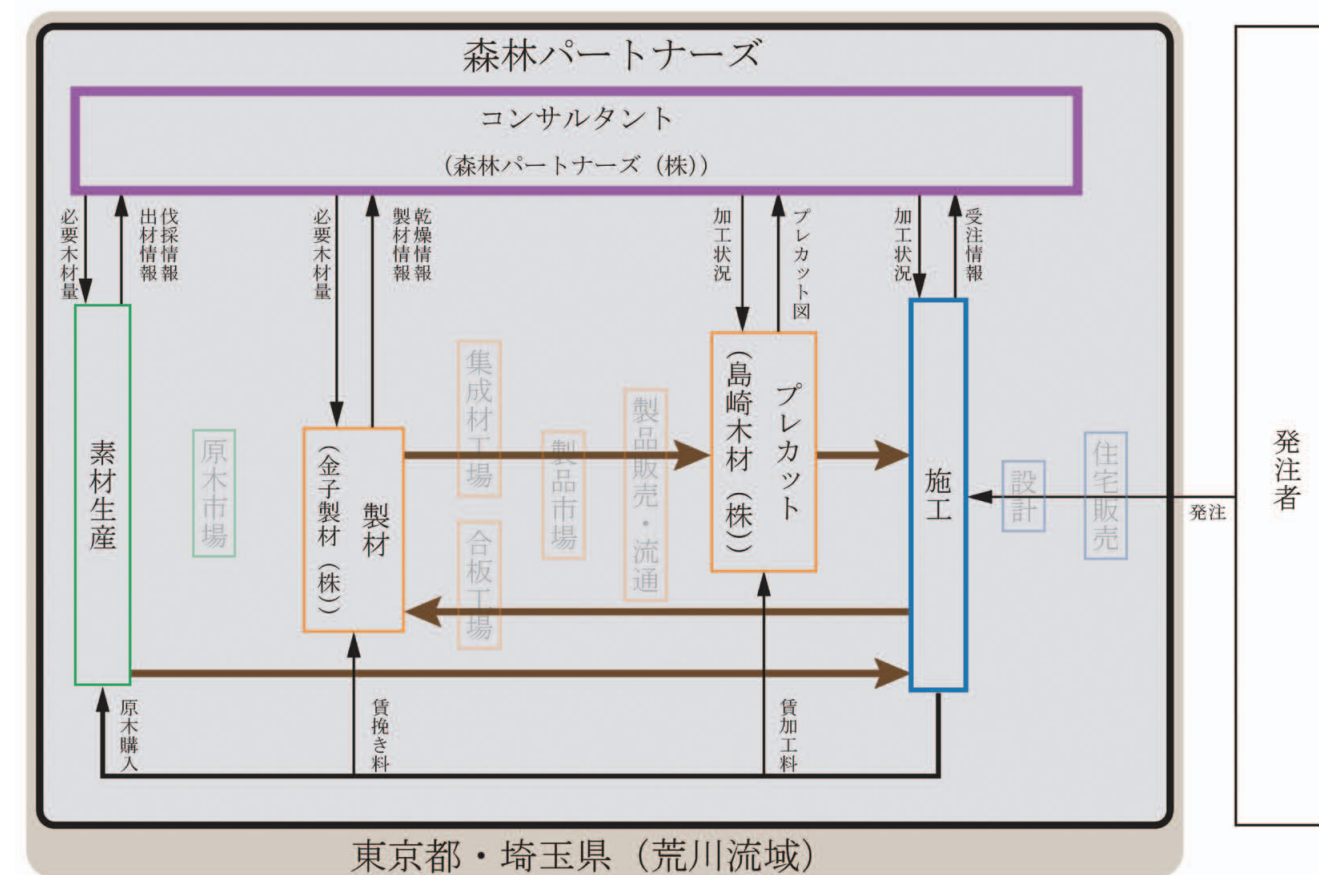 森林パートナーズ
コンサルタント
(森林パートナーズ(株))
必要木材量
伐採情報
出材情報
必要木材量
乾燥情報
製材情報
加工状況
プレカット図
加工状況
受注情報
素材生産
原木市場
製材
(金子製材(株))
集成材工場
合板工場
製品市場
製品販売・流通
プレカット
(島崎木材(株))
施工
設計
住宅販売
発注
発注者
原木購入
賃挽き料
賃加工料
東京都・埼玉県(荒川流域)